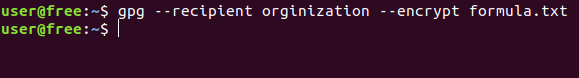 user@free:~$ gpg --recipient orginization --encrypt formula.txt
user@free:~$